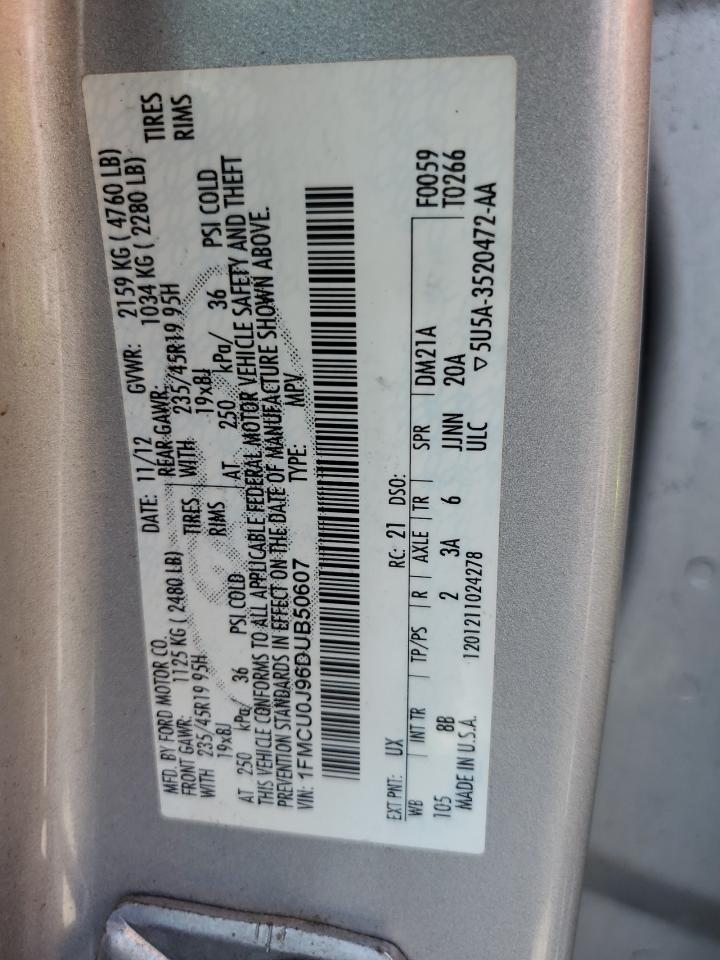 MFD. BY FORD MOTOR CO.
DATE: 11/12 GVWR: 2159 KG ( 4760 LB)
FRONT GAWR: 1125 KG ( 2480 LB) REAR GAWR: 1034 KG ( 2280 LB)
WITH 235/45R19 95H TIRES WITH 235/45R19 95H TIRES
19x8J RIMS 19x8J RIMS
AT 250 kPa/ 36 PSI COLD AT 250 kPa/ 36 PSI COLD
THIS VEHICLE CONFORMS TO ALL APPLICABLE FEDERAL MOTOR VEHICLE SAFETY AND THEFT
PREVENTION STANDARDS IN EFFECT ON THE DATE OF MANUFACTURE SHOWN ABOVE.
VIN: 1FMCU0J96DUB50607 TYPE: MPV
EXT PNT: UX RC: 21 DSO: F0059
WB INT TR TP/PS R AXLE TR SPR DM21A T0266
105 8B 2 3A 6 JJNN 20A
MADE IN U.S.A. 1201211024278 ULC ▽ 5U5A-3520472-AA